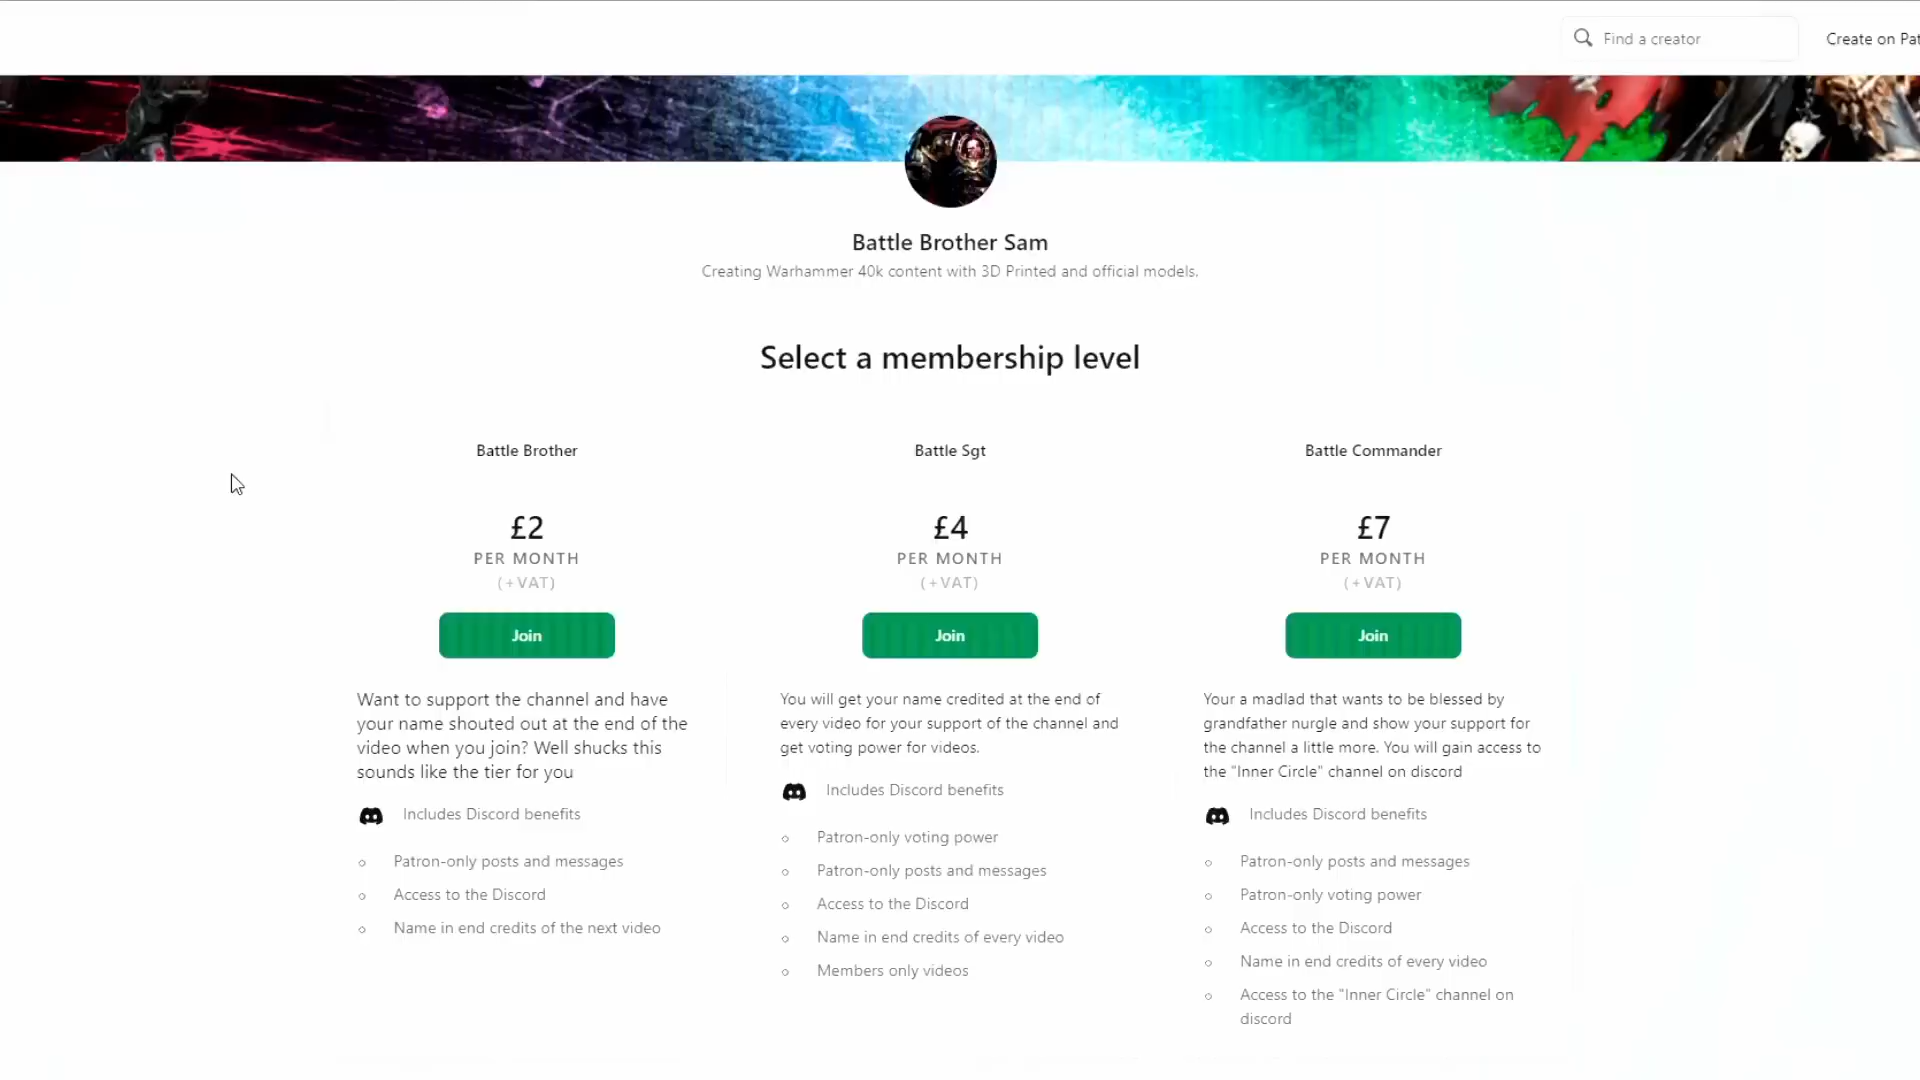 Find a creator
Create on Pat
Battle Brother Sam
Creating Warhammer 40k content with 3D Printed and official models.
Select a membership level
Battle Brother
£2
PER MONTH
(+VAT)
Join
Want to support the channel and have
your name shouted out at the end of the
video when you join? Well shucks this
sounds like the tier for you
Includes Discord benefits
Patron-only posts and messages
Access to the Discord
Name in end credits of the next video
Battle Sgt
£4
PER MONTH
(+VAT)
Join
You will get your name credited at the end of
every video for your support of the channel and
get voting power for videos.
Includes Discord benefits
Patron-only voting power
Patron-only posts and messages
Access to the Discord
Name in end credits of every video
Members only videos
Battle Commander
£7
PER MONTH
(+VAT)
Join
Your a madlad that wants to be blessed by
grandfather nurgle and show your support for
the channel a little more. You will gain access to
the "Inner Circle" channel on discord
Includes Discord benefits
Patron-only posts and messages
Patron-only voting power
Access to the Discord
Name in end credits of every video
Access to the "Inner Circle" channel on
discord